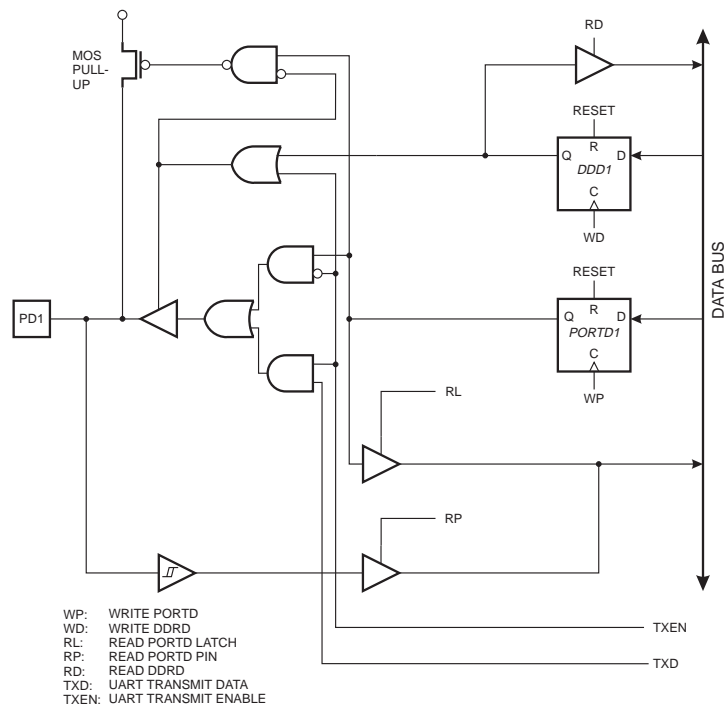 RD
MOS
PULL-
UP
RESET
R
Q
D
DDD1
C
WD
RESET
R
Q
D
PORTD1
C
WP
DATA BUS
PD1
RL
RP
WP: WRITE PORTD
WD: WRITE DDRD
RL: READ PORTD LATCH
RP: READ PORTD PIN
RD: READ DDRD
TXD: UART TRANSMIT DATA
TXEN: UART TRANSMIT ENABLE
TXEN
TXD